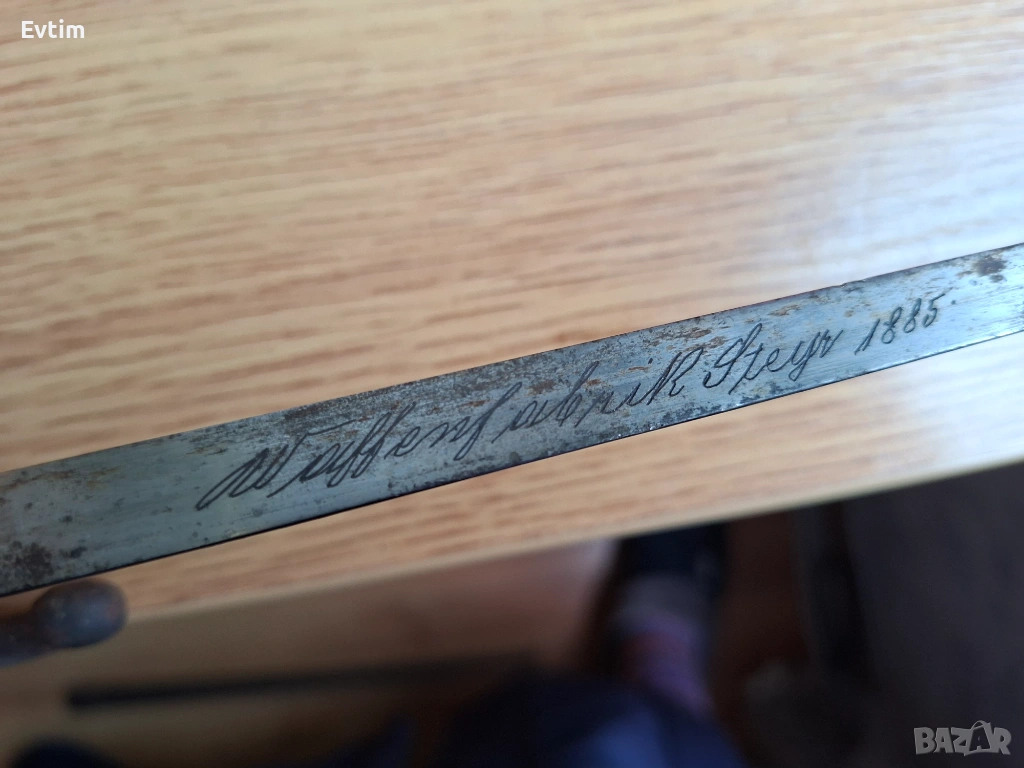 Evtim
Waffenfabrik Steyr 1885.
BAZAR